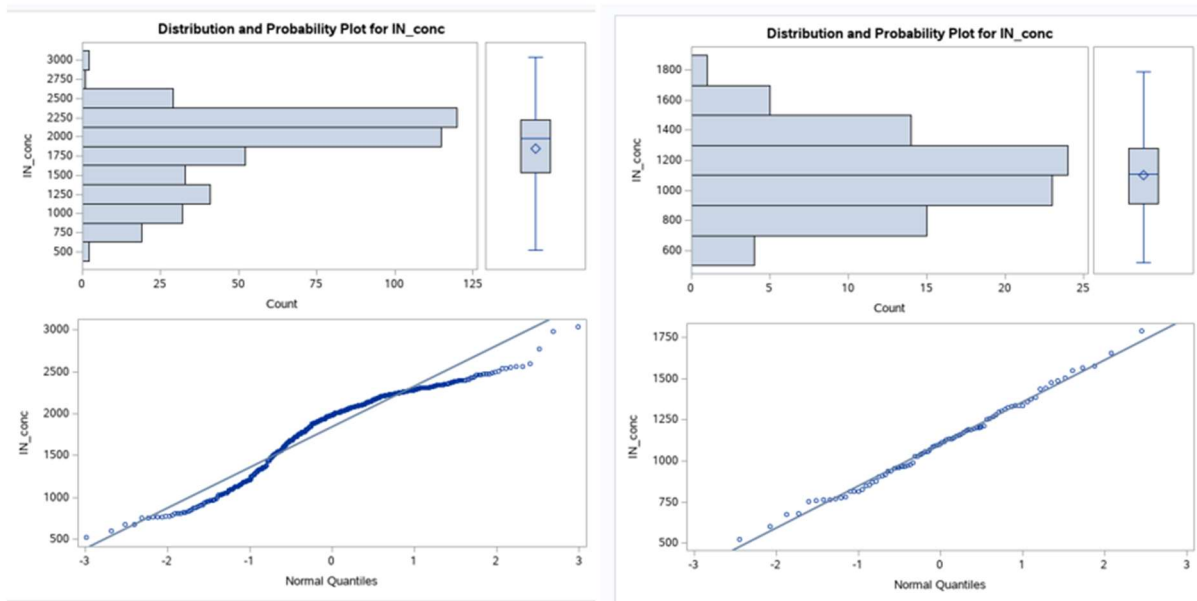 Distribution and Probability Plot for IN_conc
IN_conc
3000
2750
2500
2250
2000
1750
1500
1250
1000
750
500
0 25 50 75 100 125
Count
IN_conc
3000
2500
2000
1500
1000
500
-3 -2 -1 0 1 2 3
Normal Quantiles
Distribution and Probability Plot for IN_conc
IN_conc
1800
1600
1400
1200
1000
800
600
0 5 10 15 20 25
Count
IN_conc
1750
1500
1250
1000
750
500
-3 -2 -1 0 1 2 3
Normal Quantiles